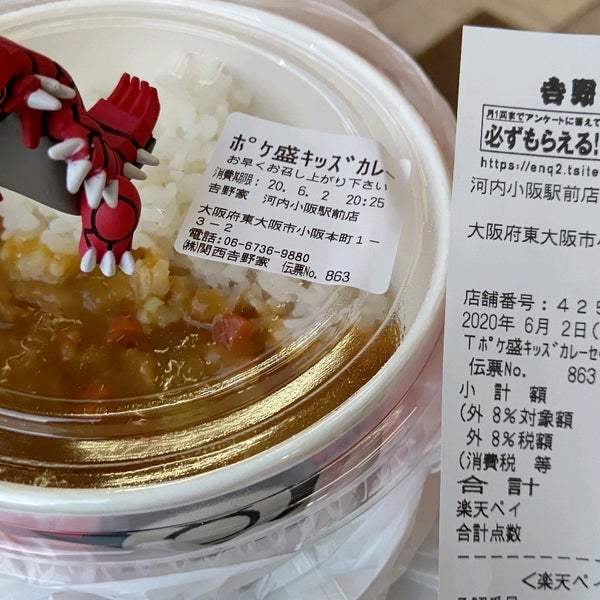 ポケ盛キッズカレー
お早くお召し上がり下さい
消費期限: 20. 6. 2 20:25
吉野家 河内小阪駅前店
大阪府東大阪市小阪本町1-
3-2
電話:06-6736-9880
㈱関西吉野家 伝票No. 863
吉野
月1回までアンケートに答えて
必ずもらえる!
https://enq2.tsite
河内小阪駅前店
大阪府東大阪市小
店舗番号: 425
2020年 6月 2日(
Tポケ盛キッズカレーセ
伝票No. 863
小 計 額
(外 8%対象額
外 8%税額
(消費税 等
合 計
楽天ペイ
合計点数
<楽天ペイ